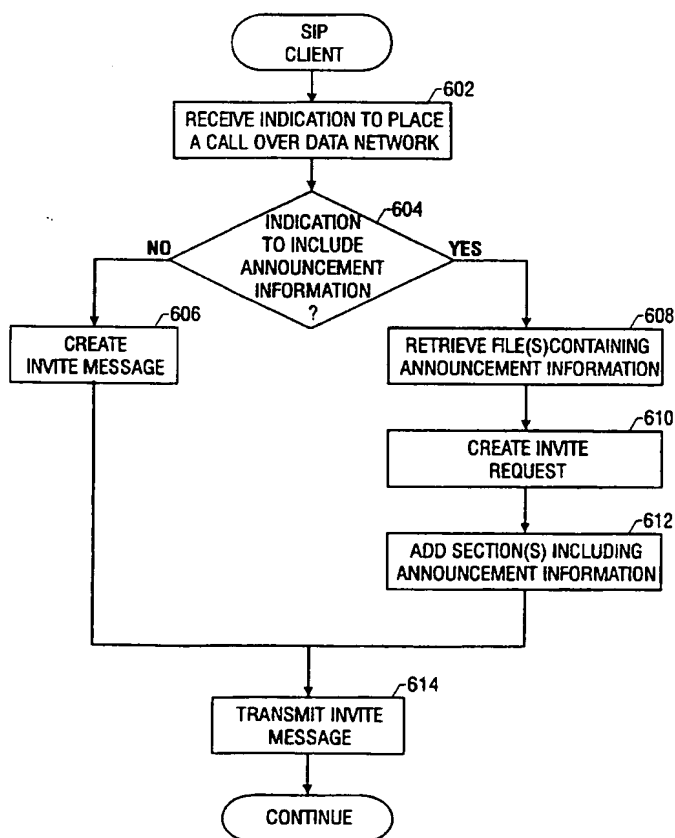 SIP
CLIENT
602
RECEIVE INDICATION TO PLACE
A CALL OVER DATA NETWORK
604
INDICATION
TO INCLUDE
ANNOUNCEMENT
INFORMATION
?
NO
YES
606
CREATE
INVITE MESSAGE
608
RETRIEVE FILE(S)CONTAINING
ANNOUNCEMENT INFORMATION
610
CREATE INVITE
REQUEST
612
ADD SECTION(S) INCLUDING
ANNOUNCEMENT INFORMATION
614
TRANSMIT INVITE
MESSAGE
CONTINUE